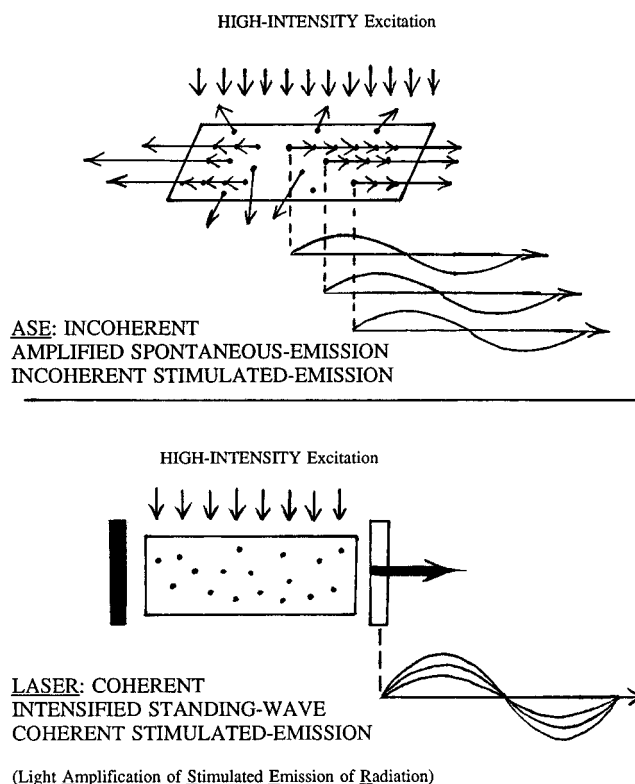 HIGH-INTENSITY Excitation
ASE: INCOHERENT
AMPLIFIED SPONTANEOUS-EMISSION
INCOHERENT STIMULATED-EMISSION
HIGH-INTENSITY Excitation
LASER: COHERENT
INTENSIFIED STANDING-WAVE
COHERENT STIMULATED-EMISSION
(Light Amplification of Stimulated Emission of Radiation)